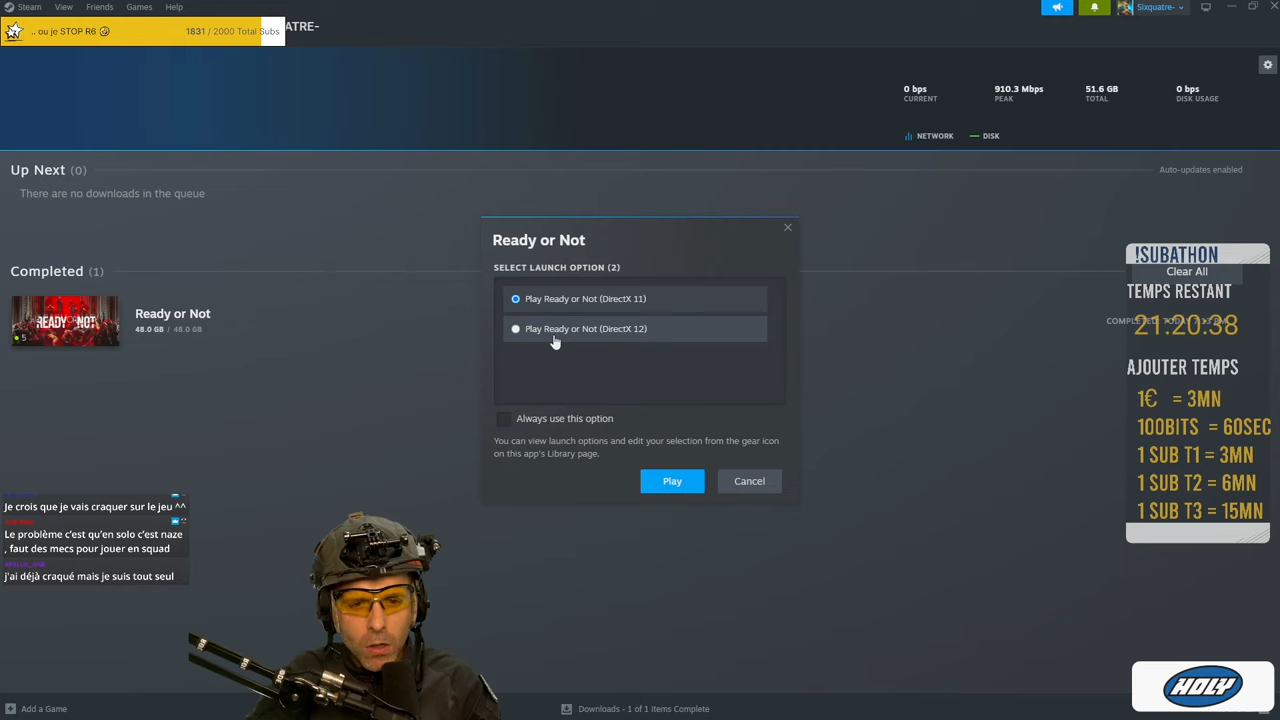 Steam View Friends Games Help
Sixquatre-
.. ou je STOP R6
1831 / 2000 Total Subs
ATRE-
0 bps 910.3 Mbps 51.6 GB 0 bps
CURRENT PEAK TOTAL DISK USAGE
NETWORK DISK
Up Next (0)
Auto-updates enabled
There are no downloads in the queue
Completed (1)
READY OR NOT
5
Ready or Not
48.0 GB / 48.0 GB
Ready or Not
SELECT LAUNCH OPTION (2)
Play Ready or Not (DirectX 11)
Play Ready or Not (DirectX 12)
Always use this option
You can view launch options and edit your selection from the gear icon
on this app's Library page.
Play Cancel
!SUBATHON
Clear All
TEMPS RESTANT
21:20:38
AJOUTER TEMPS
1€ = 3MN
100BITS = 60SEC
1 SUB T1 = 3MN
1 SUB T2 = 6MN
1 SUB T3 = 15MN
Je crois que je vais craquer sur le jeu ^^
Le problème c'est qu'en solo c'est naze
, faut des mecs pour jouer en squad
j'ai déjà craqué mais je suis tout seul
HOLY
Add a Game
Downloads - 1 of 1 Items Complete